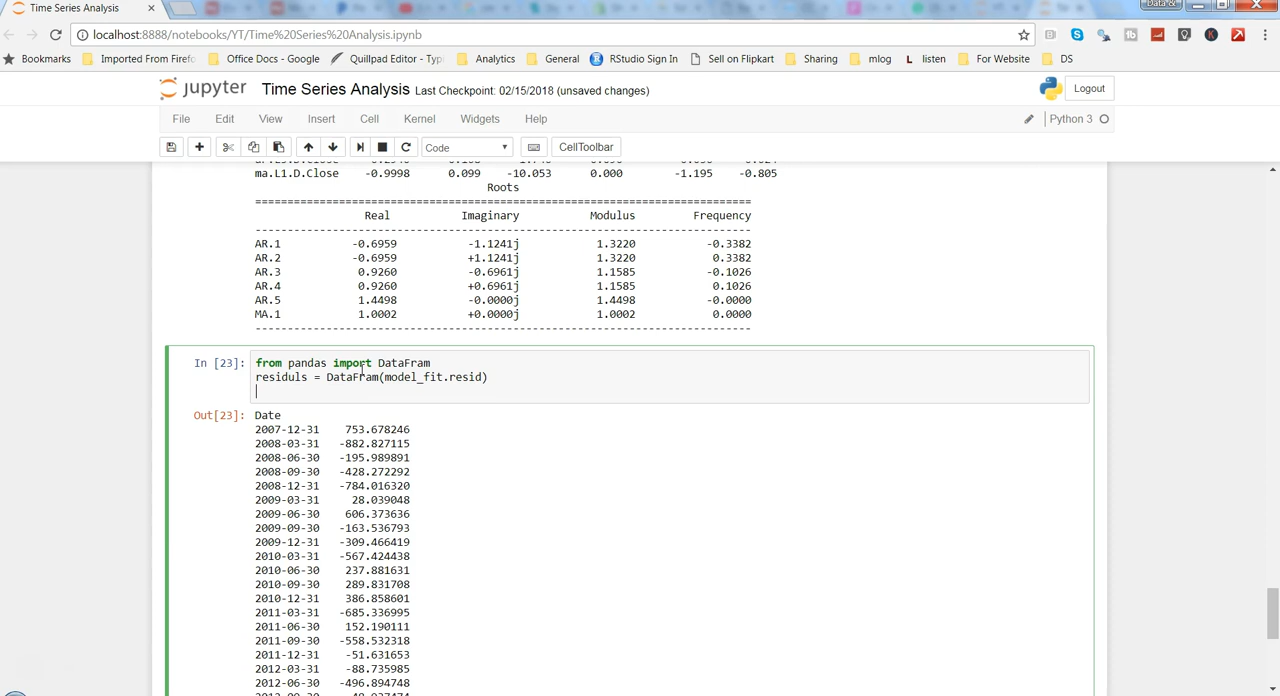 Time Series Analysis
Data &
localhost:8888/notebooks/YT/Time%20Series%20Analysis.ipynb
Bookmarks Imported From Firefo Office Docs - Google Quillpad Editor - Typi Analytics General RStudio Sign In Sell on Flipkart Sharing mlog L listen For Website DS
jupyter Time Series Analysis Last Checkpoint: 02/15/2018 (unsaved changes) Logout
File Edit View Insert Cell Kernel Widgets Help Python 3
Code CellToolbar
ma.L1.D.Close -0.9998 0.099 -10.053 0.000 -1.195 -0.805
Roots
=============================================================================
Real Imaginary Modulus Frequency
-----------------------------------------------------------------------------
AR.1 -0.6959 -1.1241j 1.3220 -0.3382
AR.2 -0.6959 +1.1241j 1.3220 0.3382
AR.3 0.9260 -0.6961j 1.1585 -0.1026
AR.4 0.9260 +0.6961j 1.1585 0.1026
AR.5 1.4498 -0.0000j 1.4498 -0.0000
MA.1 1.0002 +0.0000j 1.0002 0.0000
-----------------------------------------------------------------------------
In [23]: from pandas import DataFram
residuls = DataFram(model_fit.resid)
Out[23]: Date
2007-12-31 753.678246
2008-03-31 -882.827115
2008-06-30 -195.989891
2008-09-30 -428.272292
2008-12-31 -784.016320
2009-03-31 28.039048
2009-06-30 606.373636
2009-09-30 -163.536793
2009-12-31 -309.466419
2010-03-31 -567.424438
2010-06-30 237.881631
2010-09-30 289.831708
2010-12-31 386.858601
2011-03-31 -685.336995
2011-06-30 152.190111
2011-09-30 -558.532318
2011-12-31 -51.631653
2012-03-31 -88.735985
2012-06-30 -496.894748